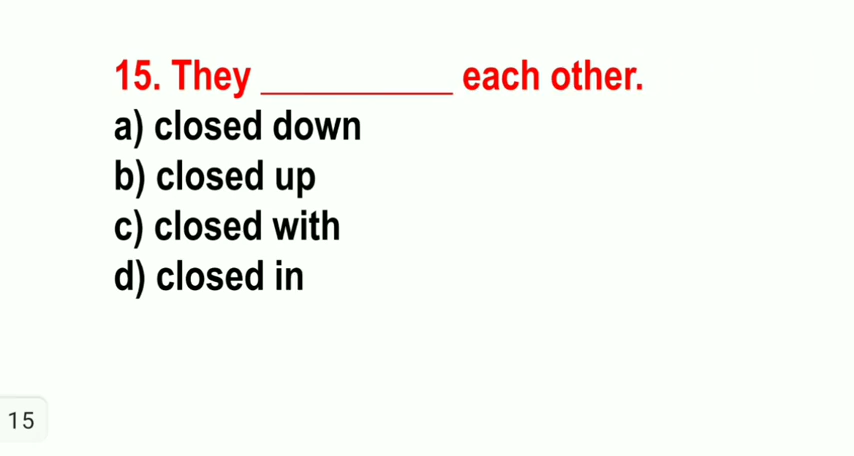 15. They __________ each other.
a) closed down
b) closed up
c) closed with
d) closed in
15